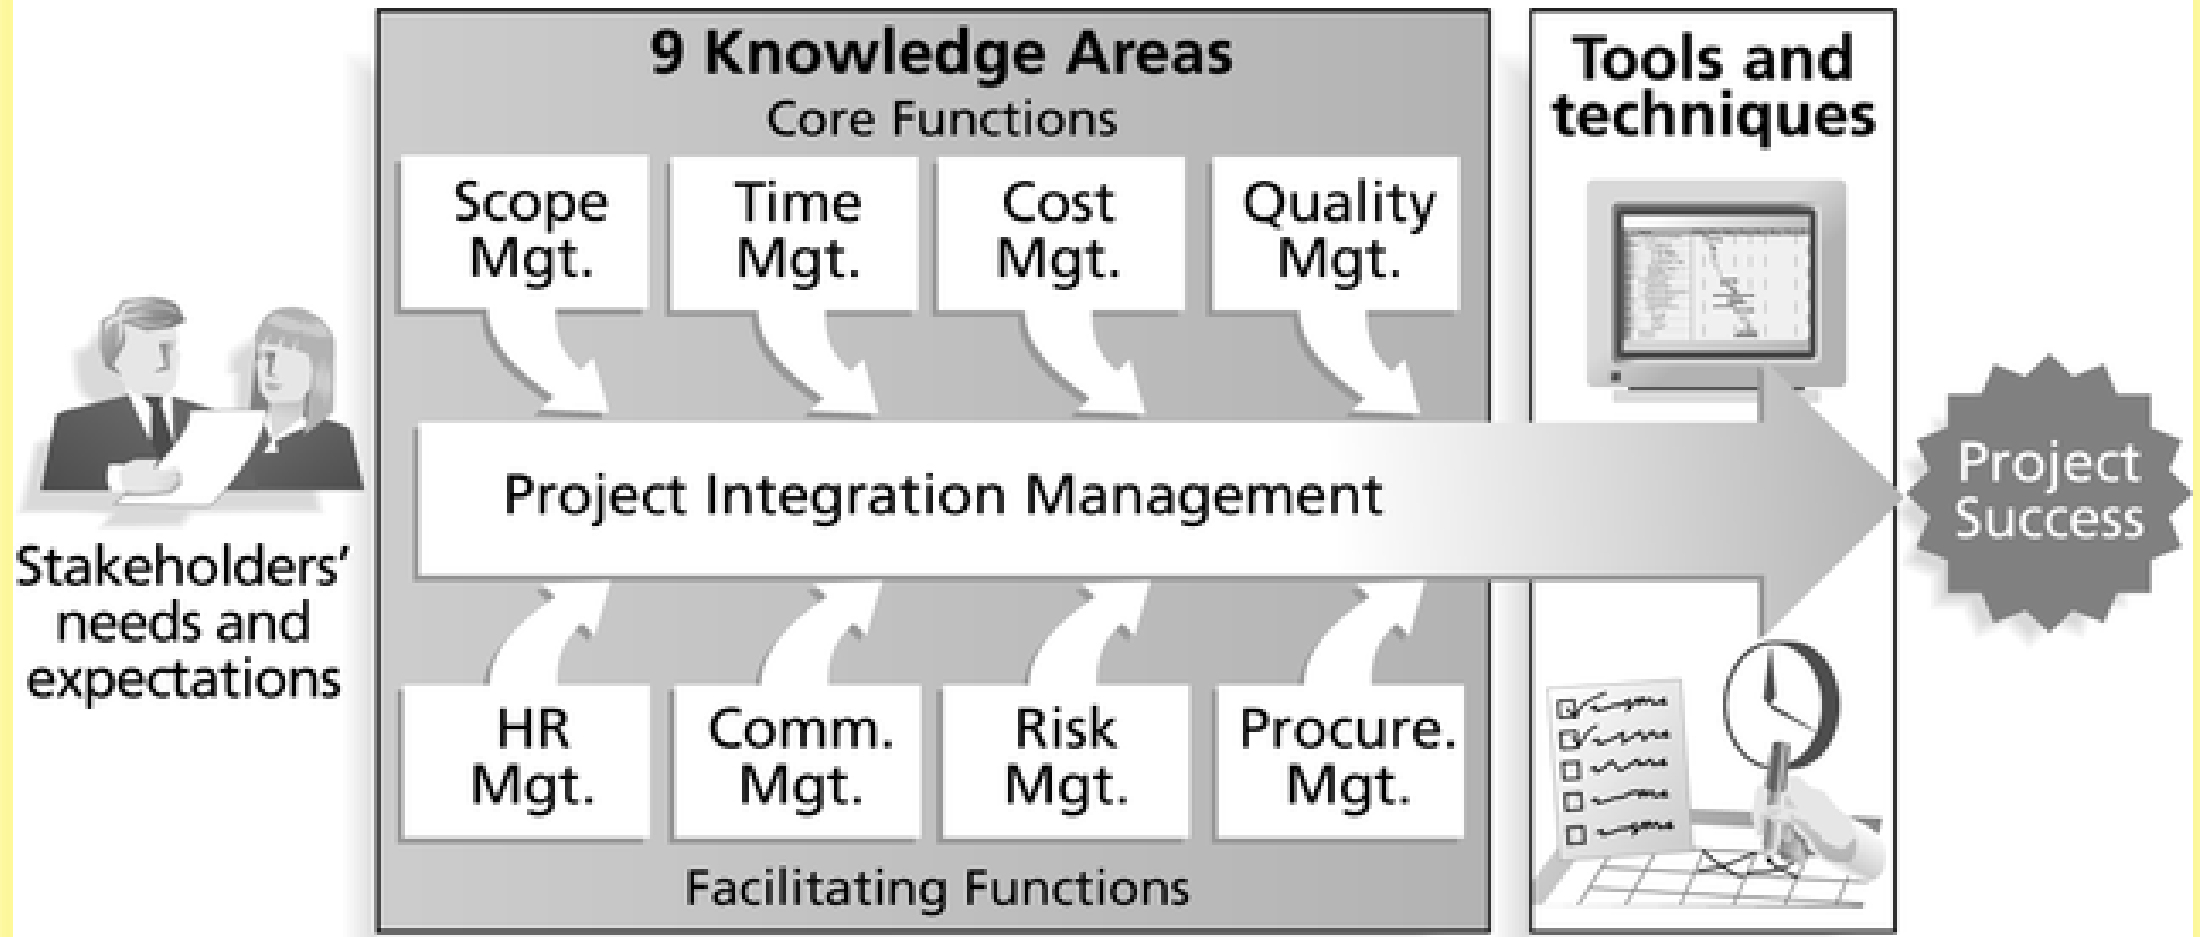 9 Knowledge Areas
Core Functions
Scope
Mgt.
Time
Mgt.
Cost
Mgt.
Quality
Mgt.
Project Integration Management
HR
Mgt.
Comm.
Mgt.
Risk
Mgt.
Procure.
Mgt.
Facilitating Functions
Stakeholders’
needs and
expectations
Tools and
techniques
Project
Success